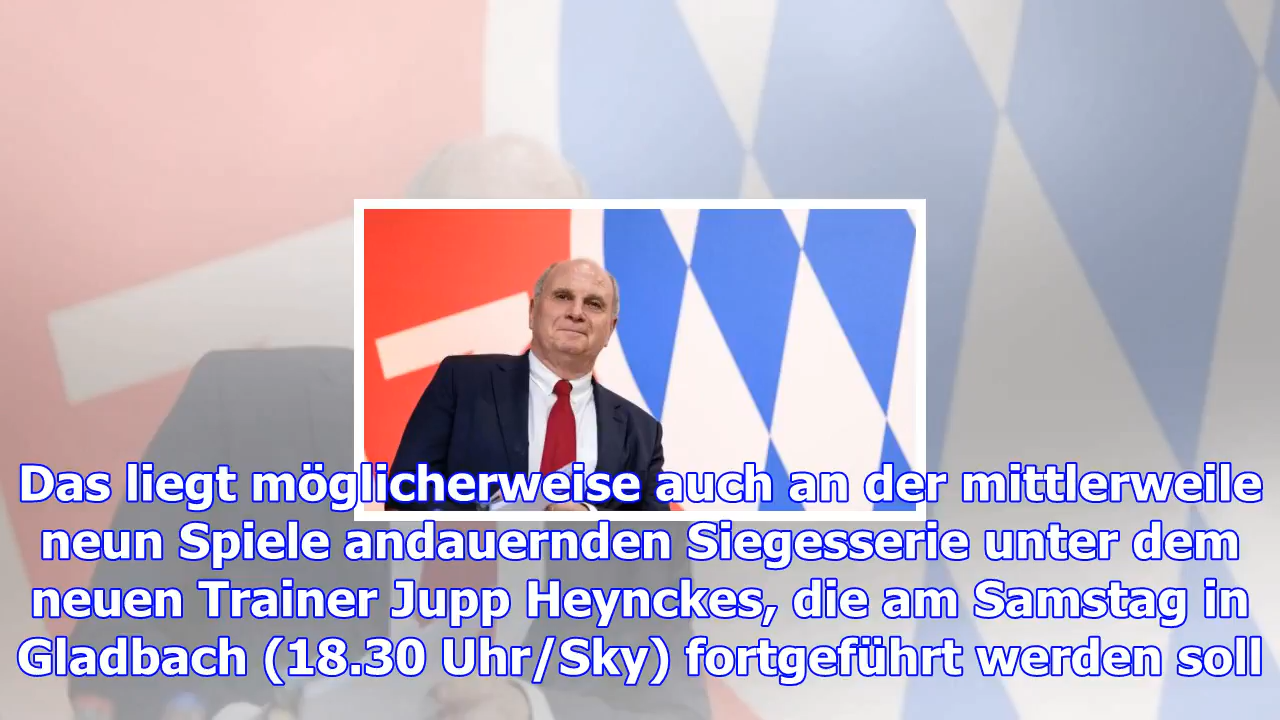 Das liegt möglicherweise auch an der mittlerweile
neun Spiele andauernden Siegesserie unter dem
neuen Trainer Jupp Heynckes, die am Samstag in
Gladbach (18.30 Uhr/Sky) fortgeführt werden soll